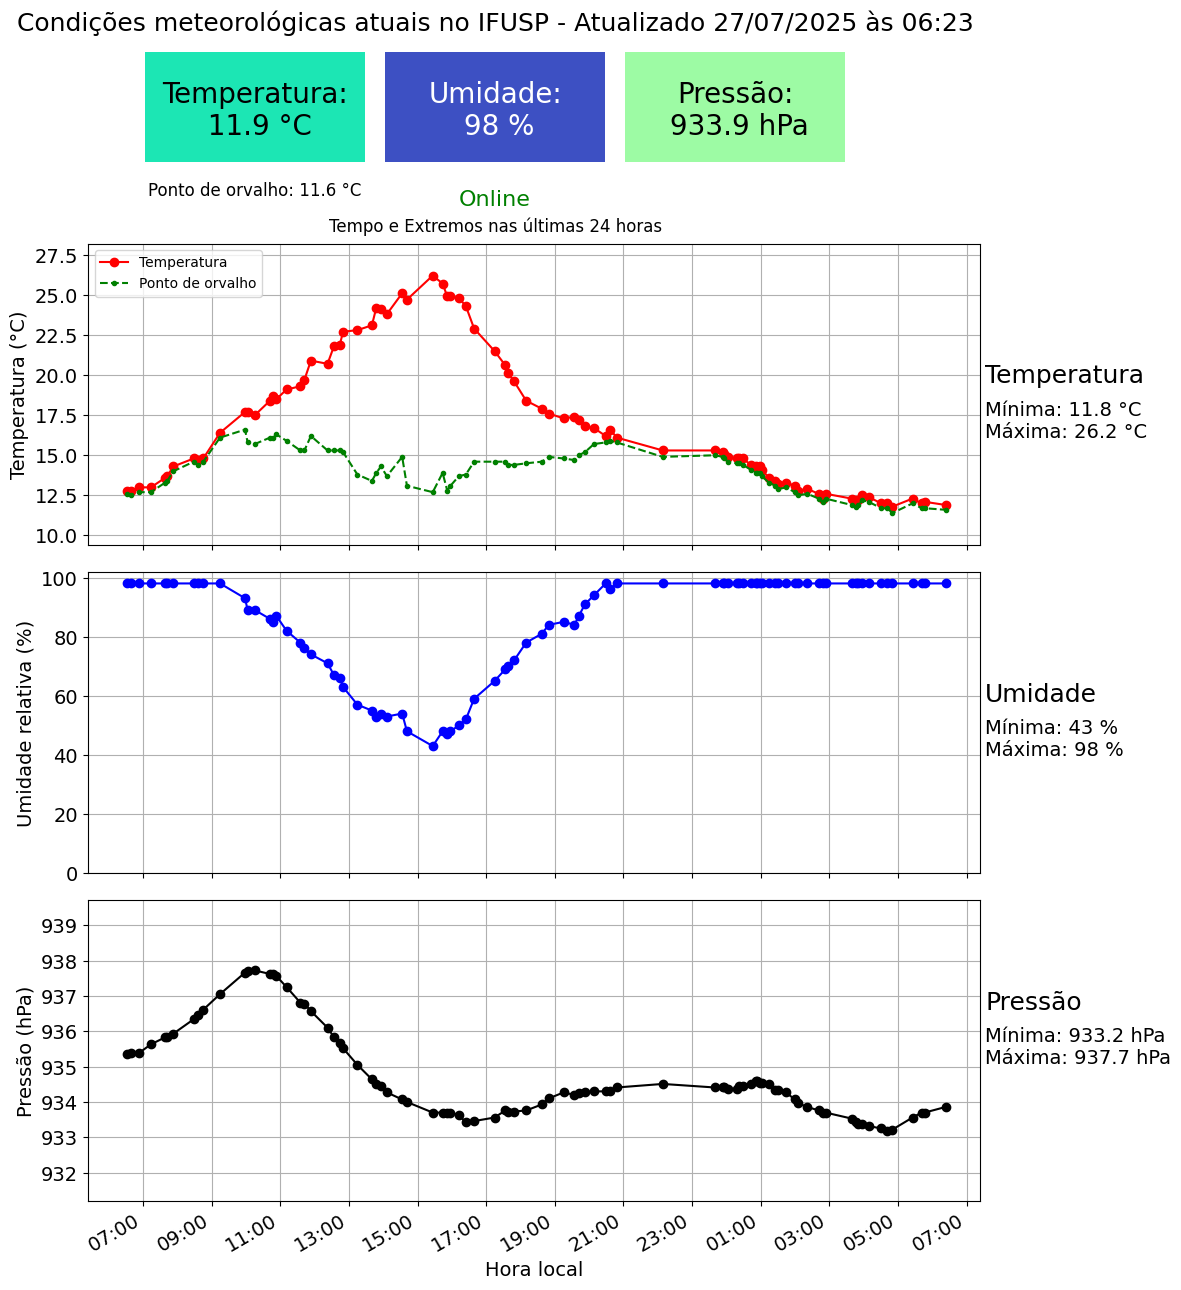 Condições meteorológicas atuais no IFUSP - Atualizado 27/07/2025 às 06:23
Temperatura:
11.9 °C
Umidade:
98 %
Pressão:
933.9 hPa
Ponto de orvalho: 11.6 °C
Online
Tempo e Extremos nas últimas 24 horas
Temperatura (°C)
27.5
25.0
22.5
20.0
17.5
15.0
12.5
10.0
Temperatura
Ponto de orvalho
Temperatura
Mínima: 11.8 °C
Máxima: 26.2 °C
Umidade relativa (%)
100
80
60
40
20
0
Umidade
Mínima: 43 %
Máxima: 98 %
Pressão (hPa)
939
938
937
936
935
934
933
932
Pressão
Mínima: 933.2 hPa
Máxima: 937.7 hPa
07:00 09:00 11:00 13:00 15:00 17:00 19:00 21:00 23:00 01:00 03:00 05:00 07:00
Hora local